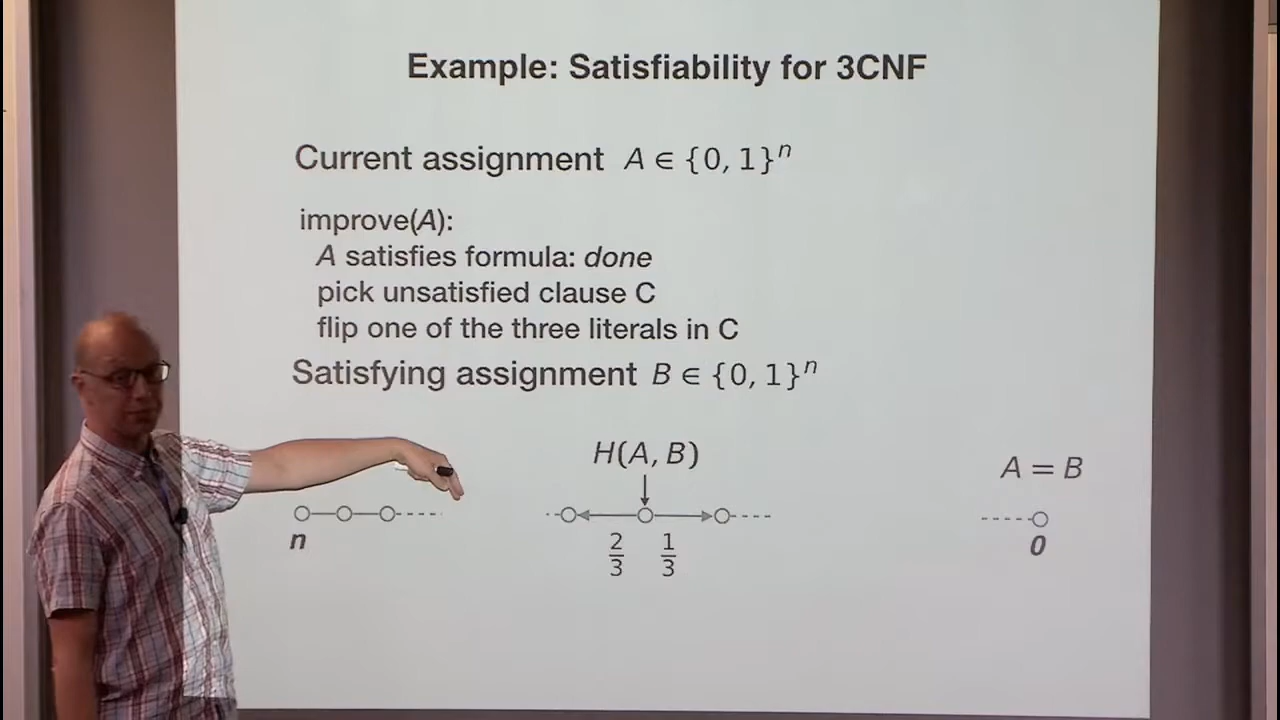 Example: Satisfiability for 3CNF
Current assignment A ∈ {0, 1}ⁿ
improve(A):
A satisfies formula: done
pick unsatisfied clause C
flip one of the three literals in C
Satisfying assignment B ∈ {0, 1}ⁿ
H(A, B)
A = B
n
2/3 1/3
0